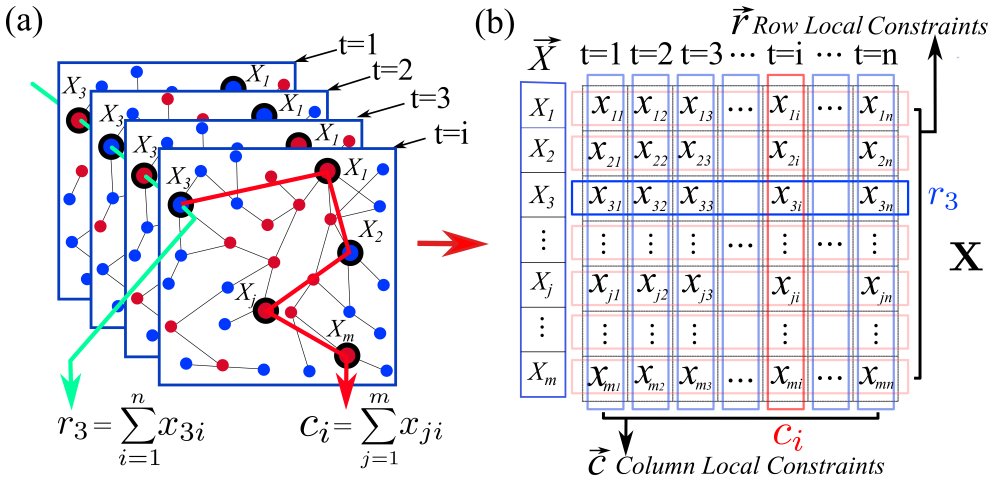 (a)
t=1
t=2
t=3
t=i
X₃ X₁
X₃
X₃ X₁
X₃ X₁
X₂
Xⱼ
Xₘ
r₃ = ∑ⁿᵢ₌₁ x₃ᵢ
cᵢ = ∑ᵐⱼ₌₁ xⱼᵢ
(b)
r⃗ Row Local Constraints
X⃗ t=1 t=2 t=3 ... t=i ... t=n
X₁ x₁₁ x₁₂ x₁₃ ... x₁ᵢ ... x₁ₙ
X₂ x₂₁ x₂₂ x₂₃ x₂ᵢ x₂ₙ
X₃ x₃₁ x₃₂ x₃₃ x₃ᵢ x₃ₙ r₃
⋮ ⋮ ⋮ ⋮ ... ⋮ ... ⋮
X
Xⱼ xⱼ₁ xⱼ₂ xⱼ₃ xⱼᵢ xⱼₙ
⋮ ⋮ ⋮ ⋮ ⋮ ⋮
Xₘ xₘ₁ xₘ₂ xₘ₃ ... xₘᵢ ... xₘₙ
cᵢ
c⃗ Column Local Constraints